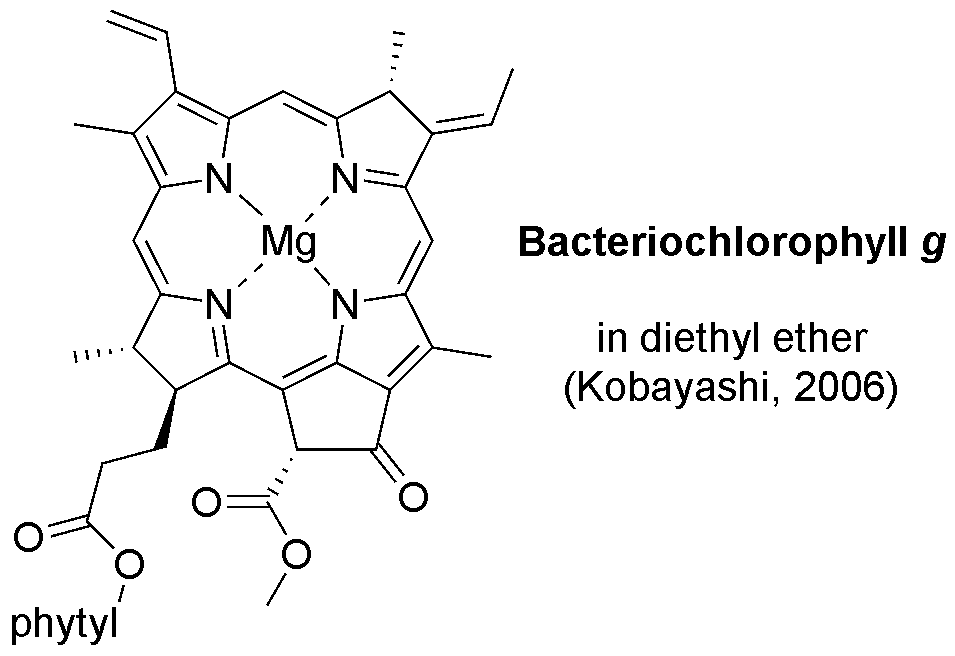 N
N
Mg
Bacteriochlorophyll g
N
N
in diethyl ether
(Kobayashi, 2006)
O
O
O
O
O
phytyl